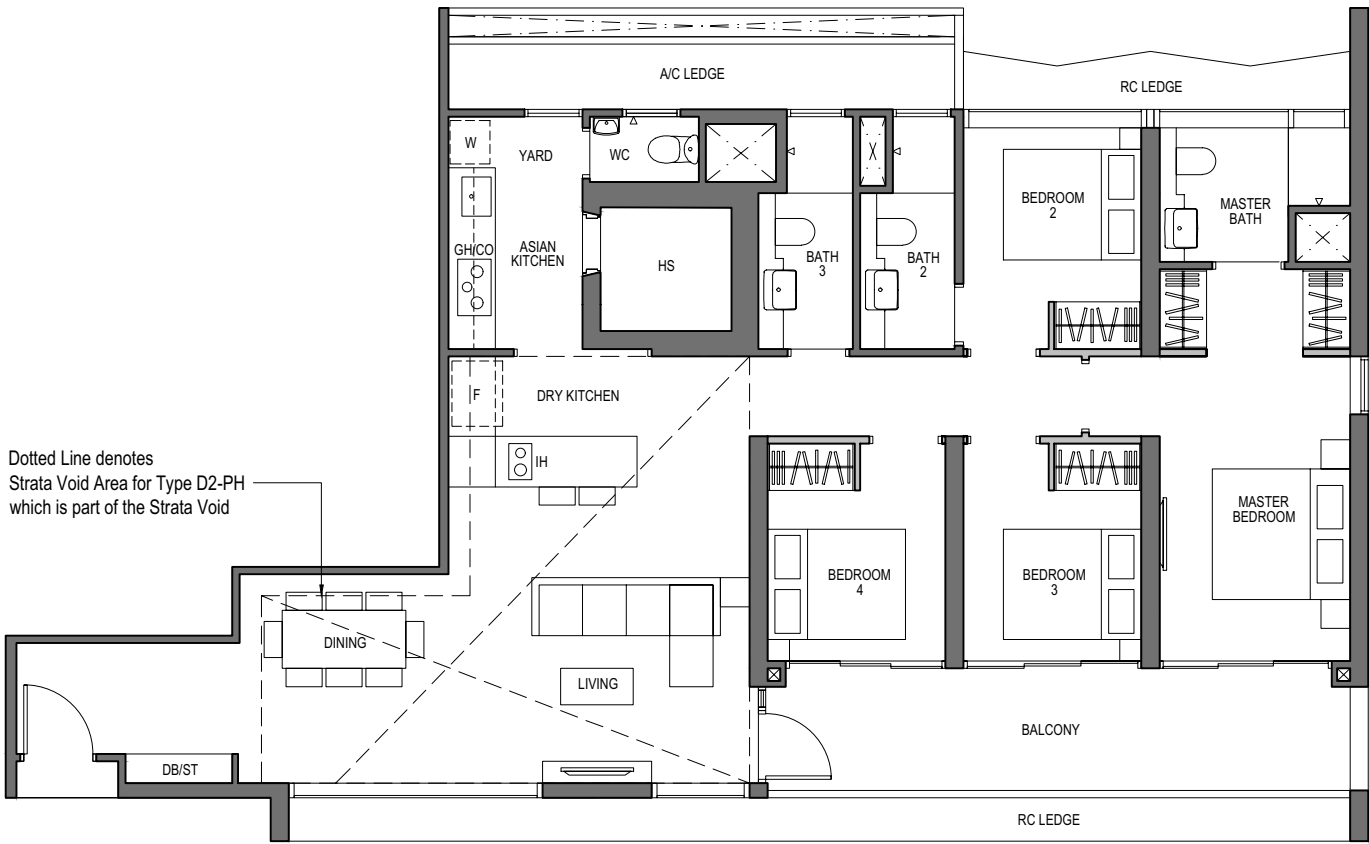 A/C LEDGE
RC LEDGE
W
YARD
WC
BEDROOM
2
MASTER
BATH
GH/CO
ASIAN
KITCHEN
HS
BATH
3
BATH
2
F
DRY KITCHEN
IH
Dotted Line denotes
Strata Void Area for Type D2-PH
which is part of the Strata Void
MASTER
BEDROOM
BEDROOM
4
BEDROOM
3
DINING
LIVING
BALCONY
DB/ST
RC LEDGE